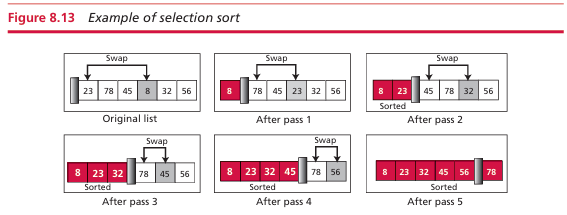 Figure 8.13 Example of selection sort
Swap
23 78 45 8 32 56
Original list
Swap
8 78 45 23 32 56
After pass 1
Swap
8 23 45 78 32 56
Sorted
After pass 2
Swap
8 23 32 78 45 56
Sorted
After pass 3
Swap
8 23 32 45 78 56
Sorted
After pass 4
8 23 32 45 56 78
Sorted
After pass 5